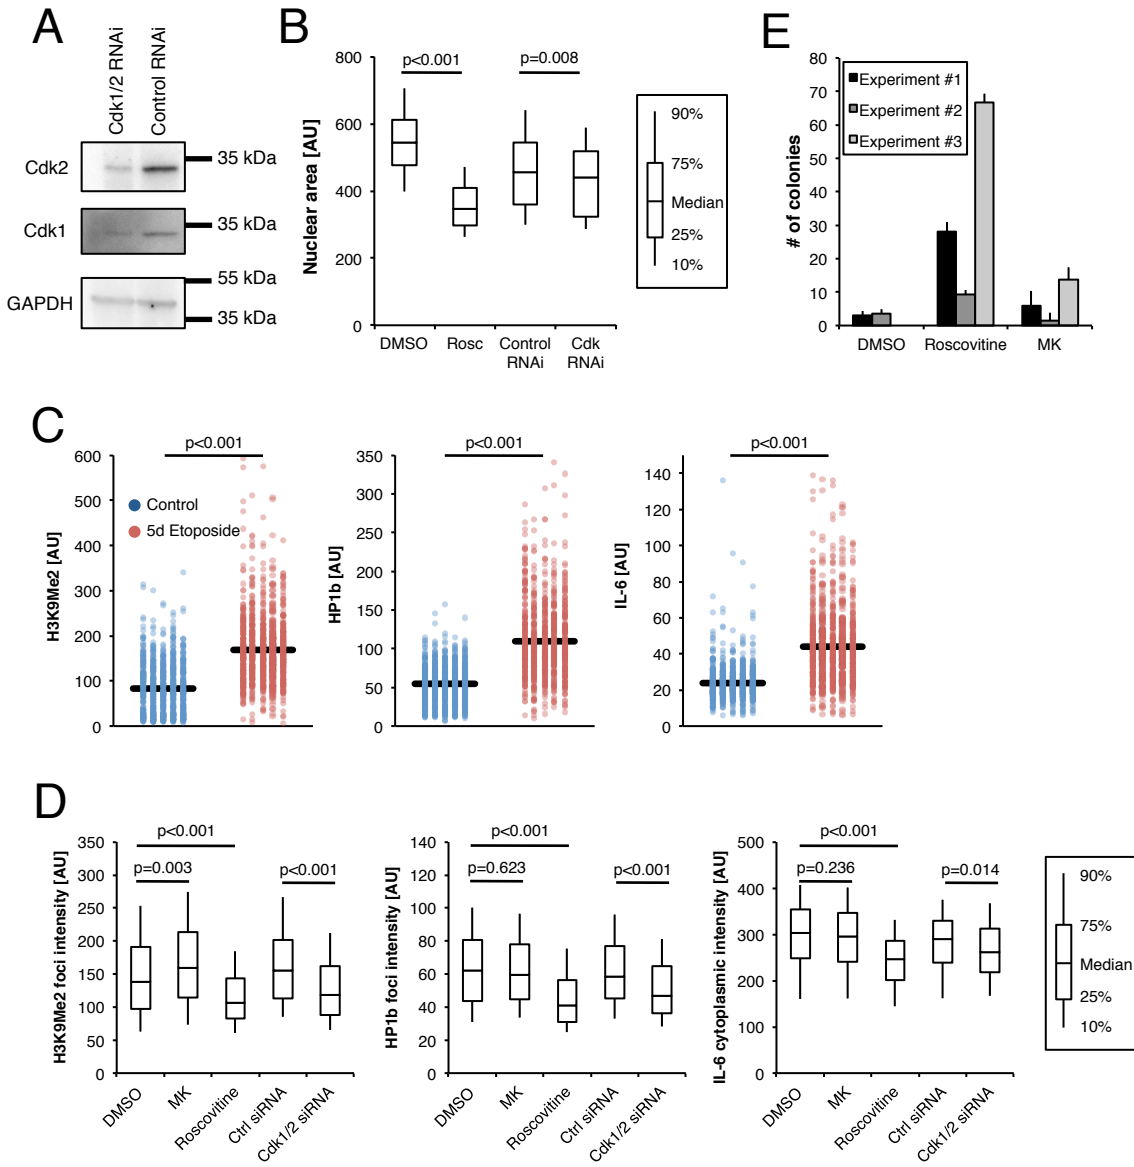 A
Cdk1/2 RNAi
Control RNAi
Cdk2
35 kDa
Cdk1
35 kDa
GAPDH
55 kDa
35 kDa
B
Nuclear area [AU]
800
600
400
200
0
p<0.001
p=0.008
DMSO
Rosc
Control RNAi
Cdk RNAi
90%
75%
Median
25%
10%
E
# of colonies
80
70
60
50
40
30
20
10
0
Experiment #1
Experiment #2
Experiment #3
DMSO
Roscovitine
MK
C
H3K9Me2 [AU]
600
500
400
300
200
100
0
p<0.001
Control
5d Etoposide
HP1b [AU]
350
300
250
200
150
100
50
0
p<0.001
IL-6 [AU]
140
120
100
80
60
40
20
0
p<0.001
D
H3K9Me2 foci intensity [AU]
350
300
250
200
150
100
50
0
p<0.001
p=0.003
p<0.001
DMSO
MK
Roscovitine
Ctrl siRNA
Cdk1/2 siRNA
HP1b foci intensity [AU]
140
120
100
80
60
40
20
0
p<0.001
p=0.623
p<0.001
DMSO
MK
Roscovitine
Ctrl siRNA
Cdk1/2 siRNA
IL-6 cytoplasmic intensity [AU]
500
400
300
200
100
0
p<0.001
p=0.236
p=0.014
DMSO
MK
Roscovitine
Ctrl siRNA
Cdk1/2 siRNA
90%
75%
Median
25%
10%